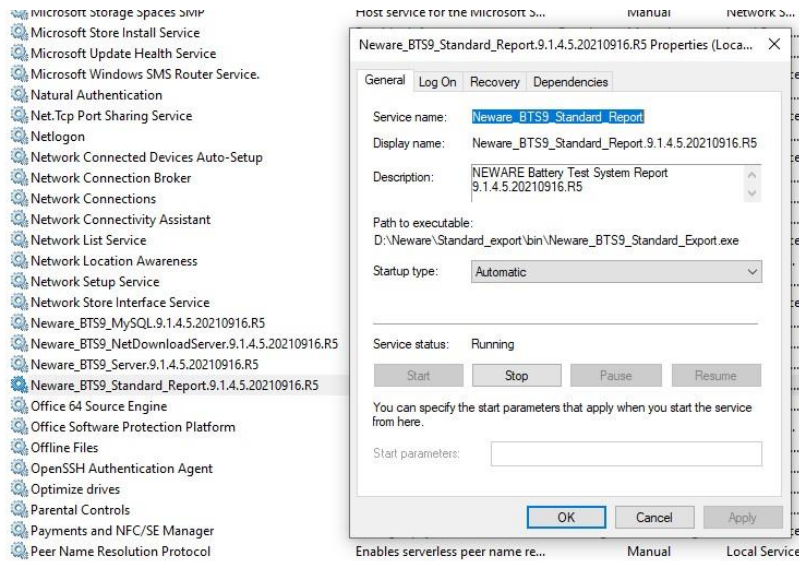 Microsoft Storage Spaces SMP Host service for the Microsoft S... Manual Network S...
Microsoft Store Install Service
Microsoft Update Health Service
Microsoft Windows SMS Router Service.
Natural Authentication
Net.Tcp Port Sharing Service
Netlogon
Network Connected Devices Auto-Setup
Network Connection Broker
Network Connections
Network Connectivity Assistant
Network List Service
Network Location Awareness
Network Setup Service
Network Store Interface Service
Neware_BTS9_MySQL.9.1.4.5.20210916.R5
Neware_BTS9_NetDownloadServer.9.1.4.5.20210916.R5
Neware_BTS9_Server.9.1.4.5.20210916.R5
Neware_BTS9_Standard_Report.9.1.4.5.20210916.R5
Office 64 Source Engine
Office Software Protection Platform
Offline Files
OpenSSH Authentication Agent
Optimize drives
Parental Controls
Payments and NFC/SE Manager
Peer Name Resolution Protocol Enables serverless peer name re... Manual Local Service
Neware_BTS9_Standard_Report.9.1.4.5.20210916.R5 Properties (Loca...
General Log On Recovery Dependencies
Service name: Neware_BTS9_Standard_Report
Display name: Neware_BTS9_Standard_Report.9.1.4.5.20210916.R5
Description: NEWARE Battery Test System Report
9.1.4.5.20210916.R5
Path to executable:
D:\Neware\Standard_export\bin\Neware_BTS9_Standard_Export.exe
Startup type: Automatic
Service status: Running
Start Stop Pause Resume
You can specify the start parameters that apply when you start the service
from here.
Start parameters:
OK Cancel Apply